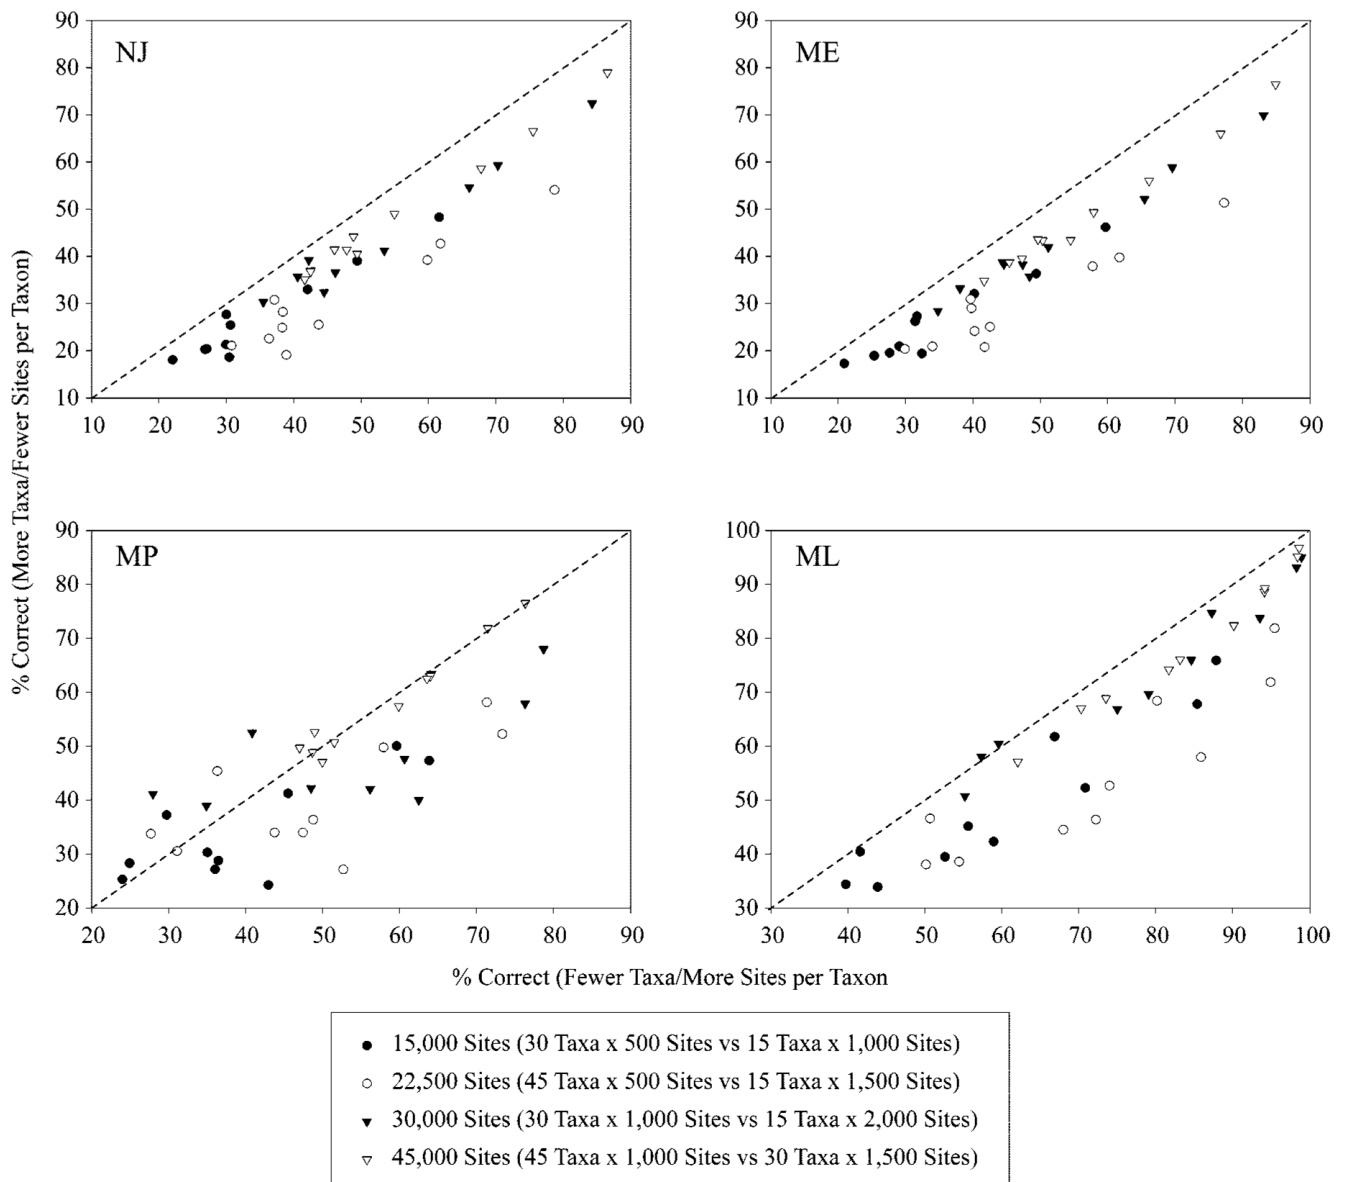 NJ
90
80
70
60
50
40
30
20
10
10 20 30 40 50 60 70 80 90
ME
90
80
70
60
50
40
30
20
10
10 20 30 40 50 60 70 80 90
% Correct (More Taxa/Fewer Sites per Taxon)
MP
90
80
70
60
50
40
30
20
20 30 40 50 60 70 80 90
ML
100
90
80
70
60
50
40
30
30 40 50 60 70 80 90 100
% Correct (Fewer Taxa/More Sites per Taxon
15,000 Sites (30 Taxa x 500 Sites vs 15 Taxa x 1,000 Sites)
22,500 Sites (45 Taxa x 500 Sites vs 15 Taxa x 1,500 Sites)
30,000 Sites (30 Taxa x 1,000 Sites vs 15 Taxa x 2,000 Sites)
45,000 Sites (45 Taxa x 1,000 Sites vs 30 Taxa x 1,500 Sites)